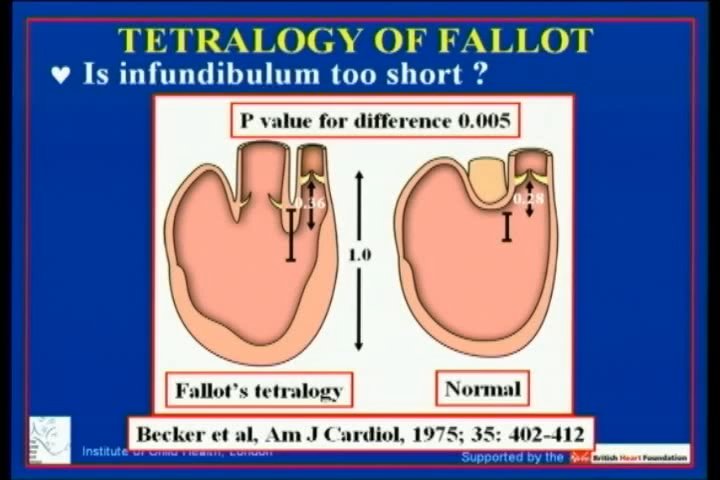 TETRALOGY OF FALLOT
♥ Is infundibulum too short ?
P value for difference 0.005
0.36
0.28
1.0
Fallot's tetralogy
Normal
Becker et al, Am J Cardiol, 1975; 35: 402-412
Institute of Child Health, London
Supported by the
British Heart Foundation